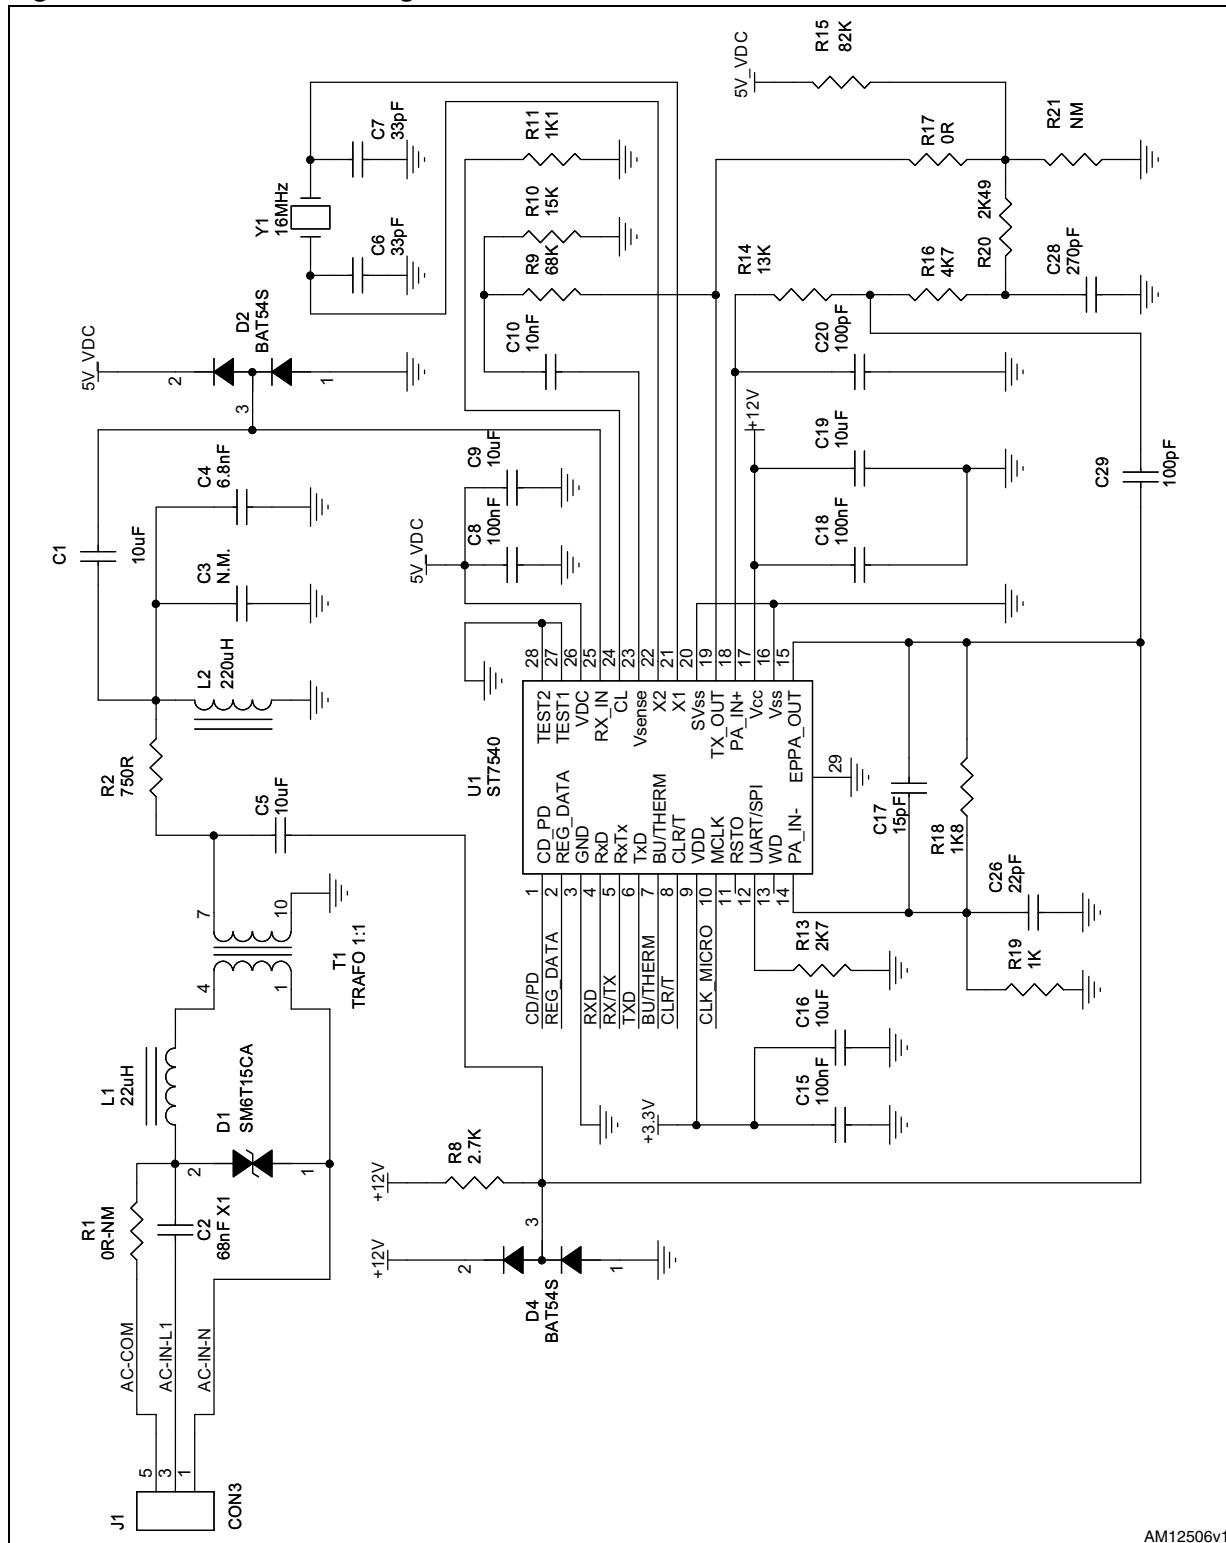 J1
CON3
5
3
1
AC-COM
AC-IN-L1
AC-IN-N
R1
0R-NM
C2
68nF X1
D1
SM6T15CA
2
1
L1
22uH
T1
TRAFO 1:1
4
1
7
10
R2
750R
C5
10uF
L2
220uH
C3
N.M.
C4
6.8nF
C1
10uF
5V_VDC
D2
BAT54S
2
3
1
Y1
16MHz
C6
33pF
C7
33pF
C10
10nF
R9
68K
R10
15K
R11
1K1
5V_VDC
C8
100nF
C9
10uF
+12V
+12V
R8
2.7K
D4
BAT54S
2
3
1
U1
ST7540
CD_PD
REG_DATA
GND
RxD
RxTx
TxD
BU/THERM
CLR/T
VDD
MCLK
RSTO
UART/SPI
WD
PA_IN-
TEST2
TEST1
VDC
RX_IN
CL
Vsense
X2
X1
SVss
TX_OUT
PA_IN+
Vcc
Vss
EPPA_OUT
1
2
3
4
5
6
7
8
9
10
11
12
13
14
28
27
26
25
24
23
22
21
20
19
18
17
16
15
29
CD/PD
REG_DATA
RXD
RX/TX
TXD
BU/THERM
CLR/T
CLK_MICRO
+3.3V
C15
100nF
C16
10uF
R13
2K7
R19
1K
C26
22pF
R18
1K8
C17
15pF
C18
100nF
C19
10uF
+12V
C20
100pF
R14
13K
R16
4K7
R20
2K49
C28
270pF
R17
0R
R21
NM
R15
82K
5V_VDC
C29
100pF
AM12506v1